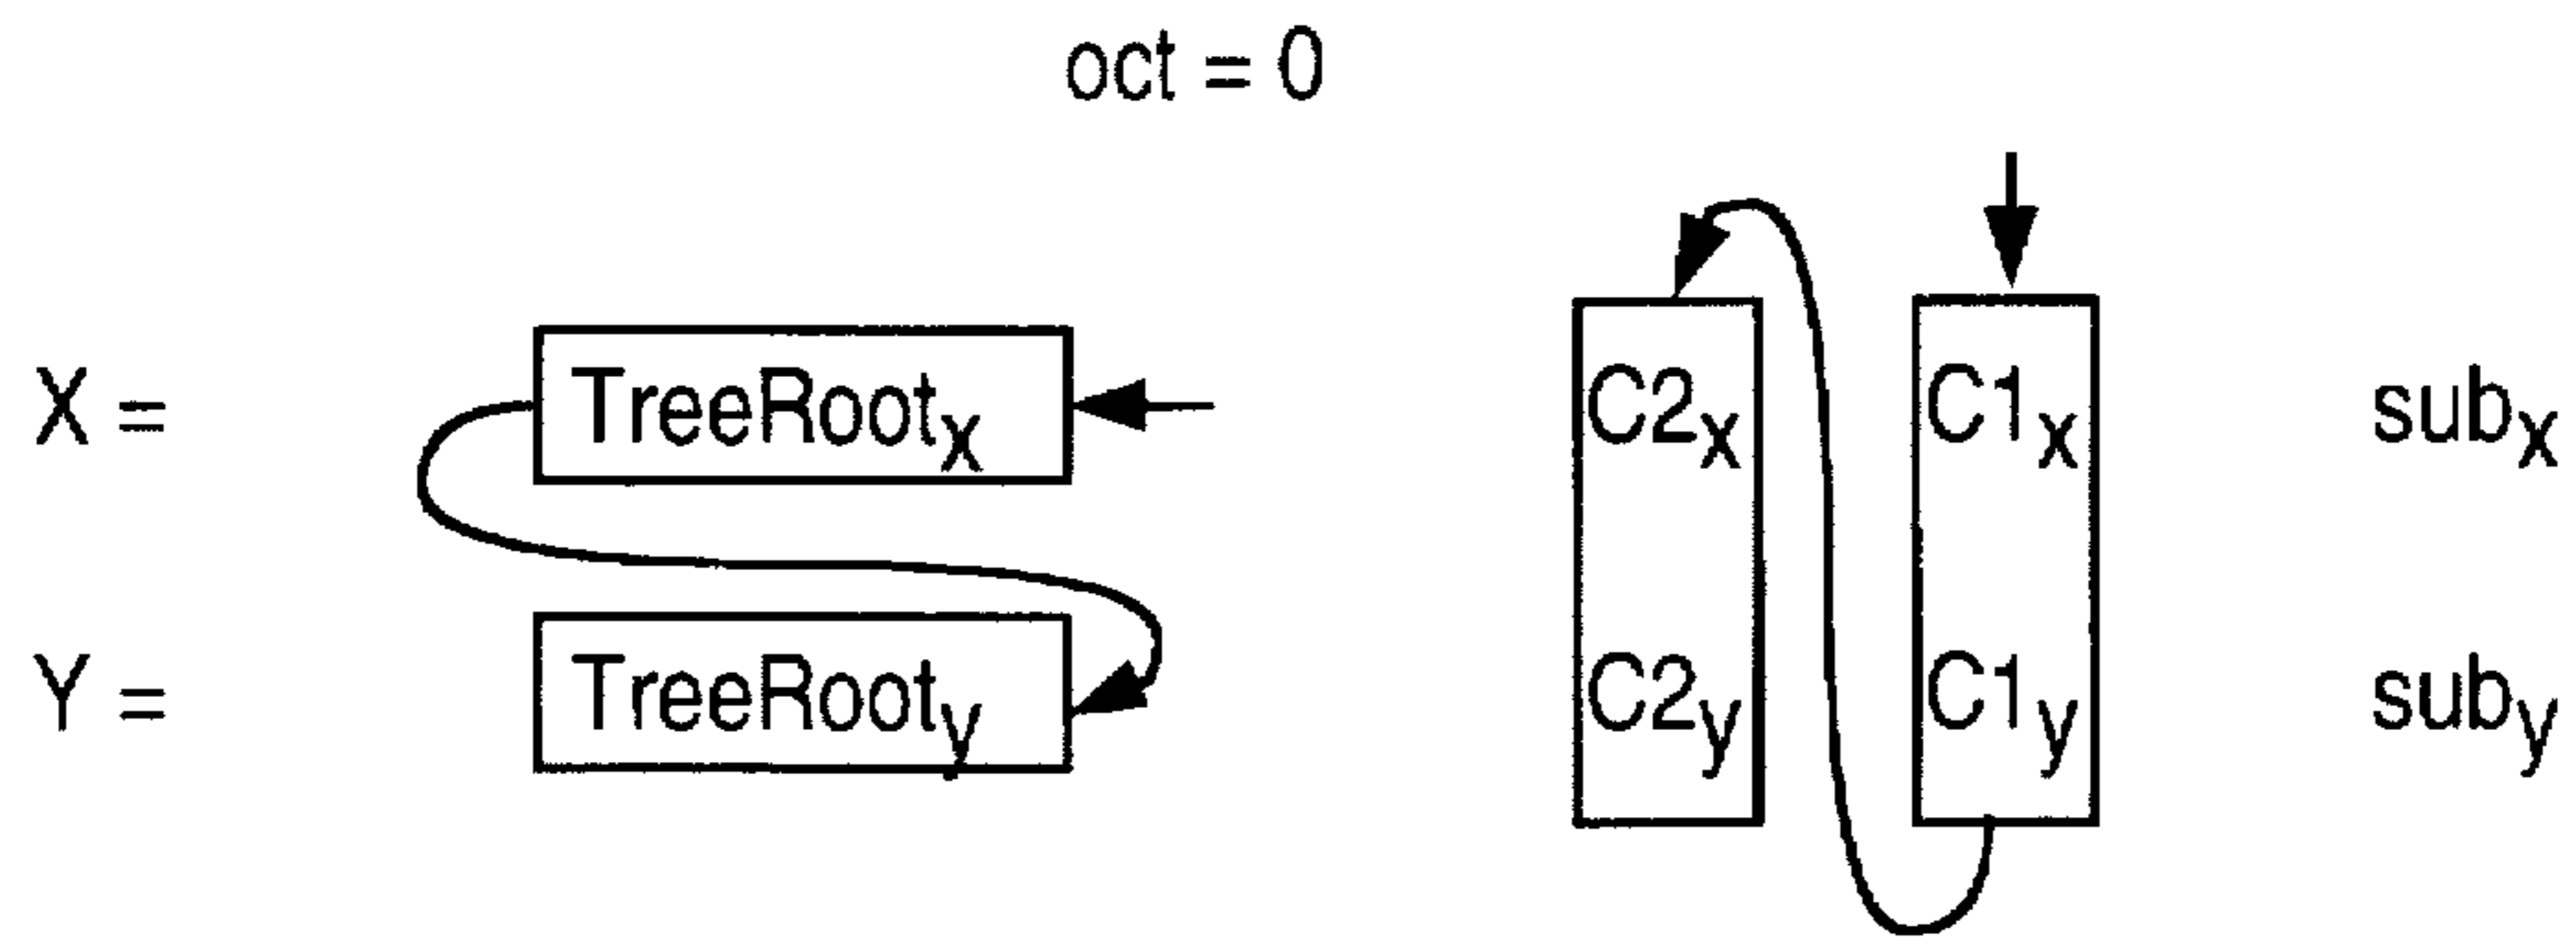 oct = 0
X = TreeRootx C2x C1x subx
Y = TreeRooty C2y C1y suby